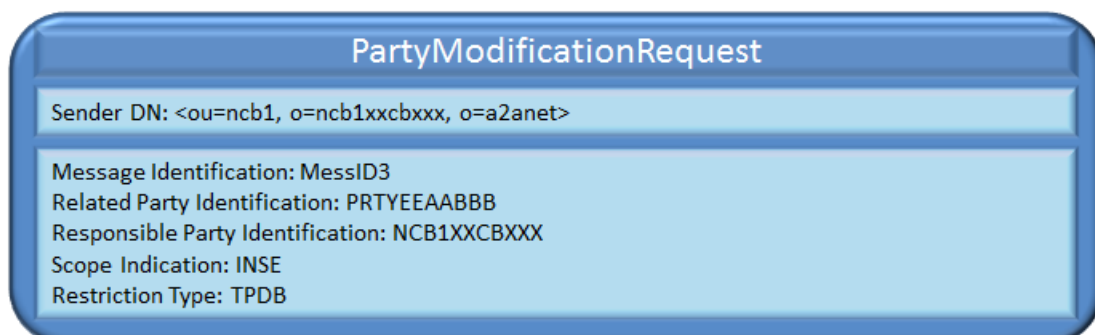 PartyModificationRequest
Sender DN: <ou=ncb1, o=ncb1xxcbxxx, o=a2anet>
Message Identification: MessID3
Related Party Identification: PRTYEEAABBB
Responsible Party Identification: NCB1XXCBXXX
Scope Indication: INSE
Restriction Type: TPDB